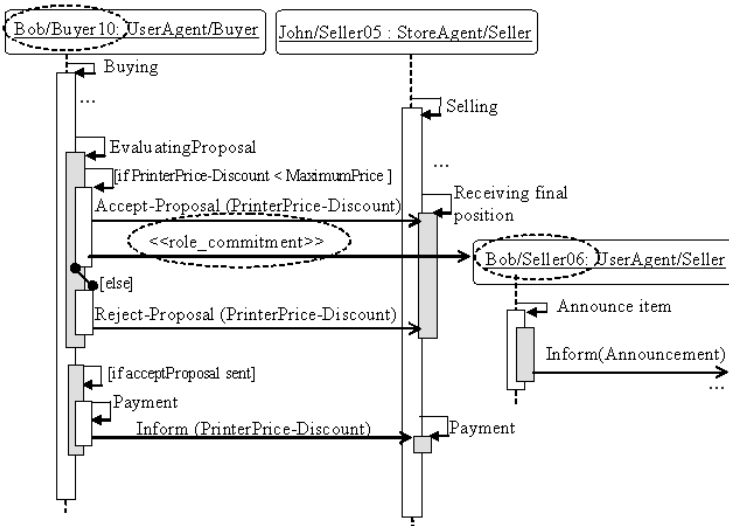 Bob/Buyer10: UserAgent/Buyer
John/Seller05 : StoreAgent/Seller
Buying
...
Selling
EvaluatingProposal
...
[if PrinterPrice-Discount < MaximumPrice ]
Receiving final
position
Accept-Proposal (PrinterPrice-Discount)
<<role_commitment>>
Bob/Seller06: UserAgent/Seller
[else]
Announce item
Reject-Proposal (PrinterPrice-Discount)
Inform(Announcement)
...
[if acceptProposal sent]
Payment
Inform (PrinterPrice-Discount)
Payment